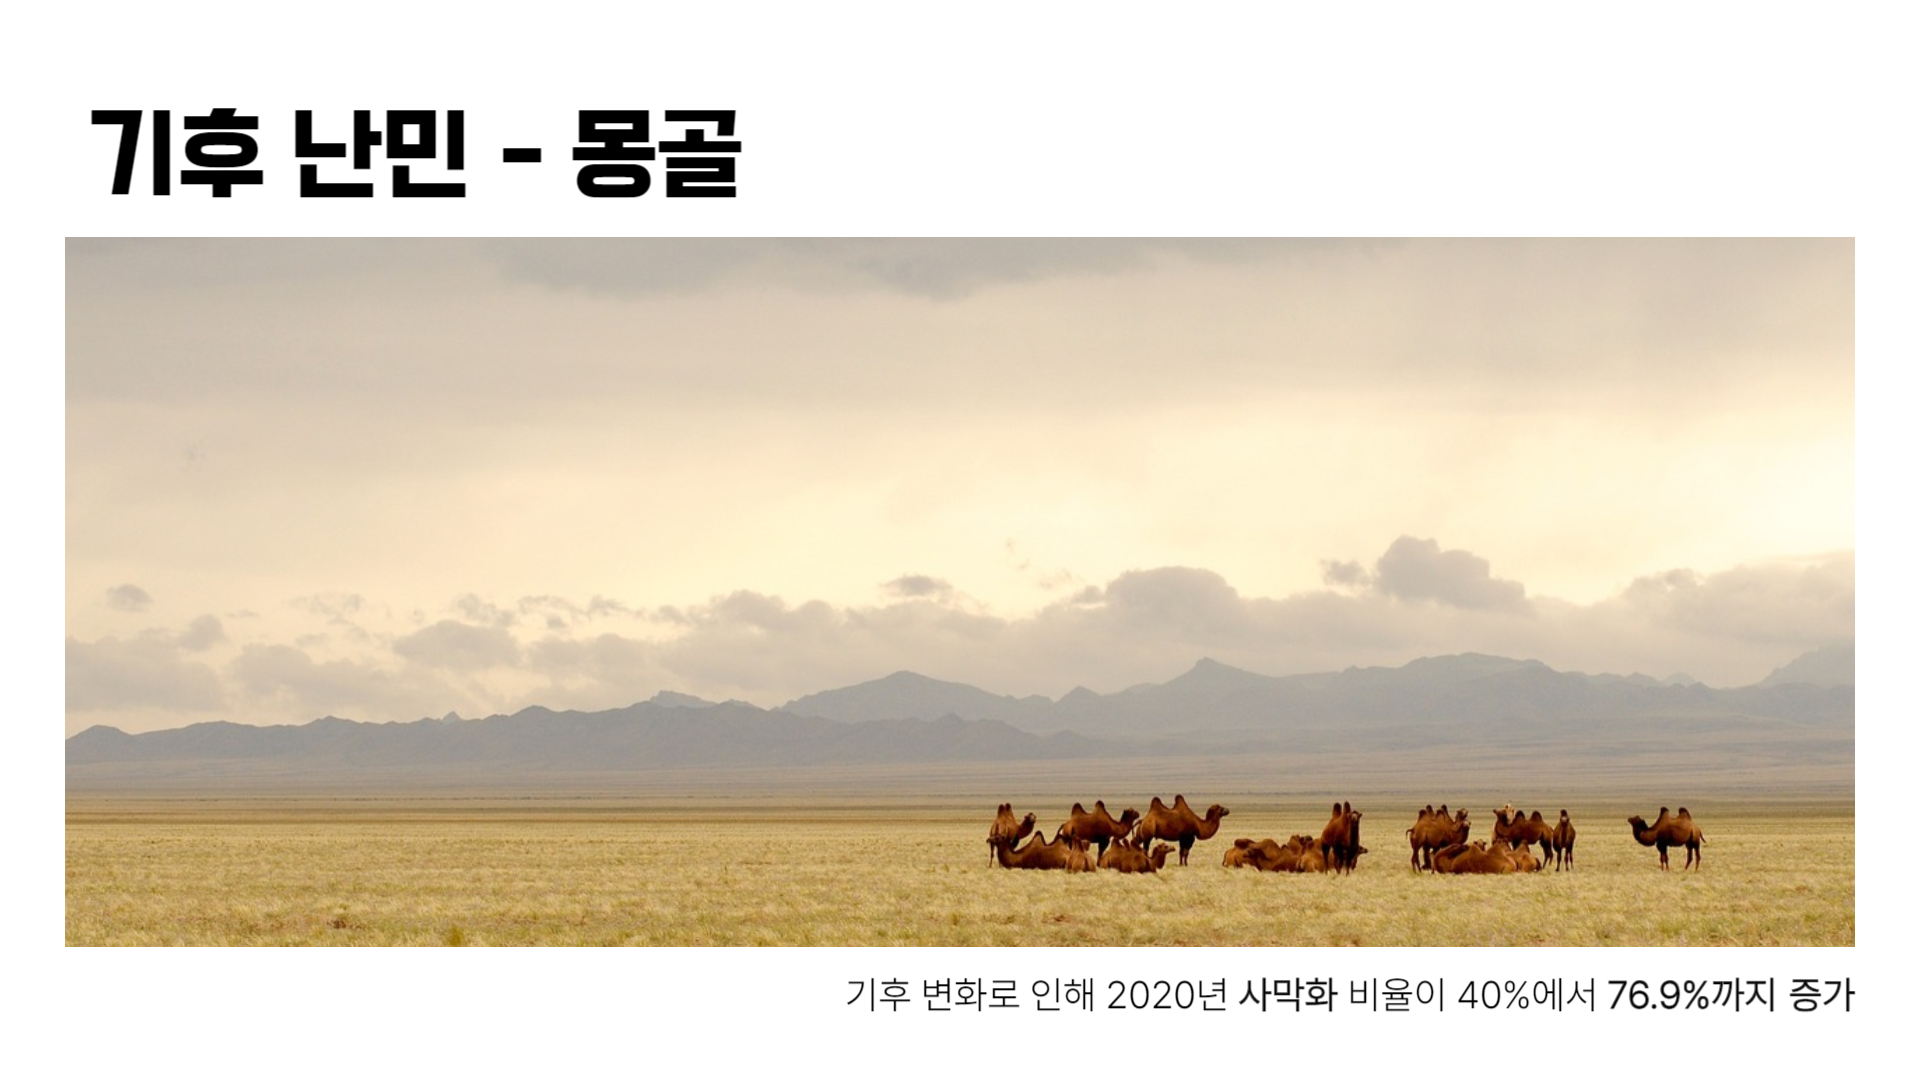 기후 난민 - 몽골
기후 변화로 인해 2020년 사막화 비율이 40%에서 76.9%까지 증가